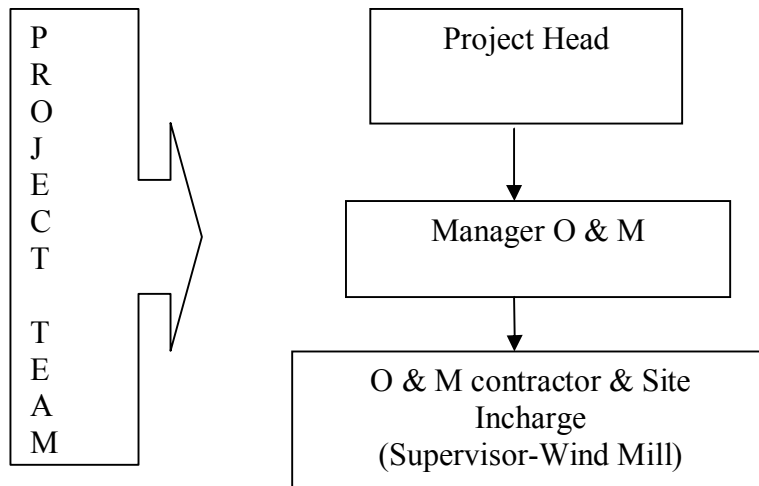 P
R
O
J
E
C
T
T
E
A
M
Project Head
Manager O & M
O & M contractor & Site
Incharge
(Supervisor-Wind Mill)